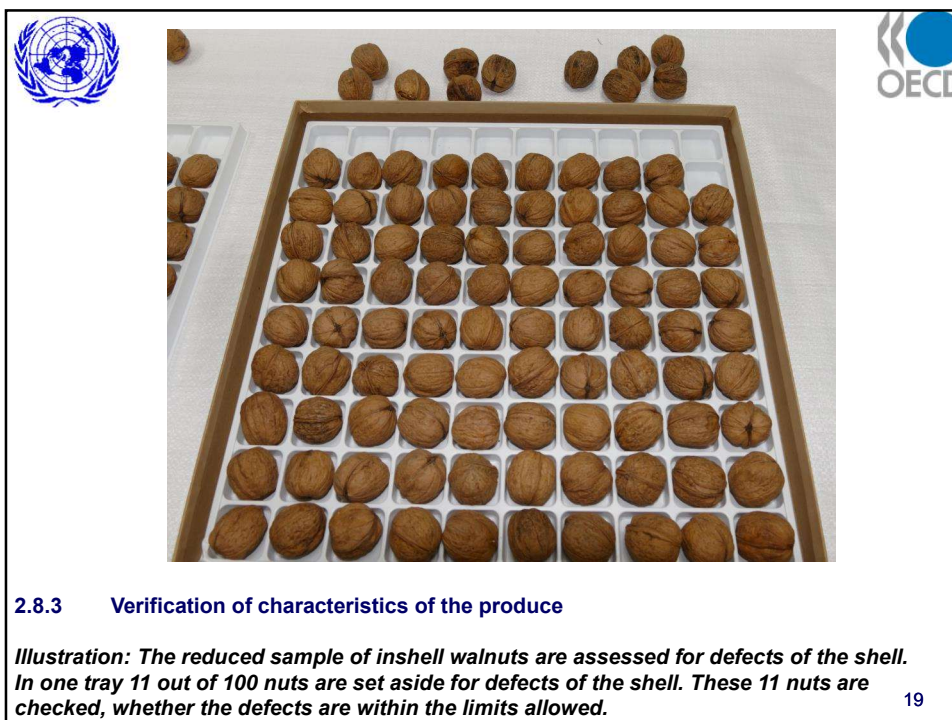 OECD
2.8.3 Verification of characteristics of the produce
Illustration: The reduced sample of inshell walnuts are assessed for defects of the shell.
In one tray 11 out of 100 nuts are set aside for defects of the shell. These 11 nuts are
checked, whether the defects are within the limits allowed.
19